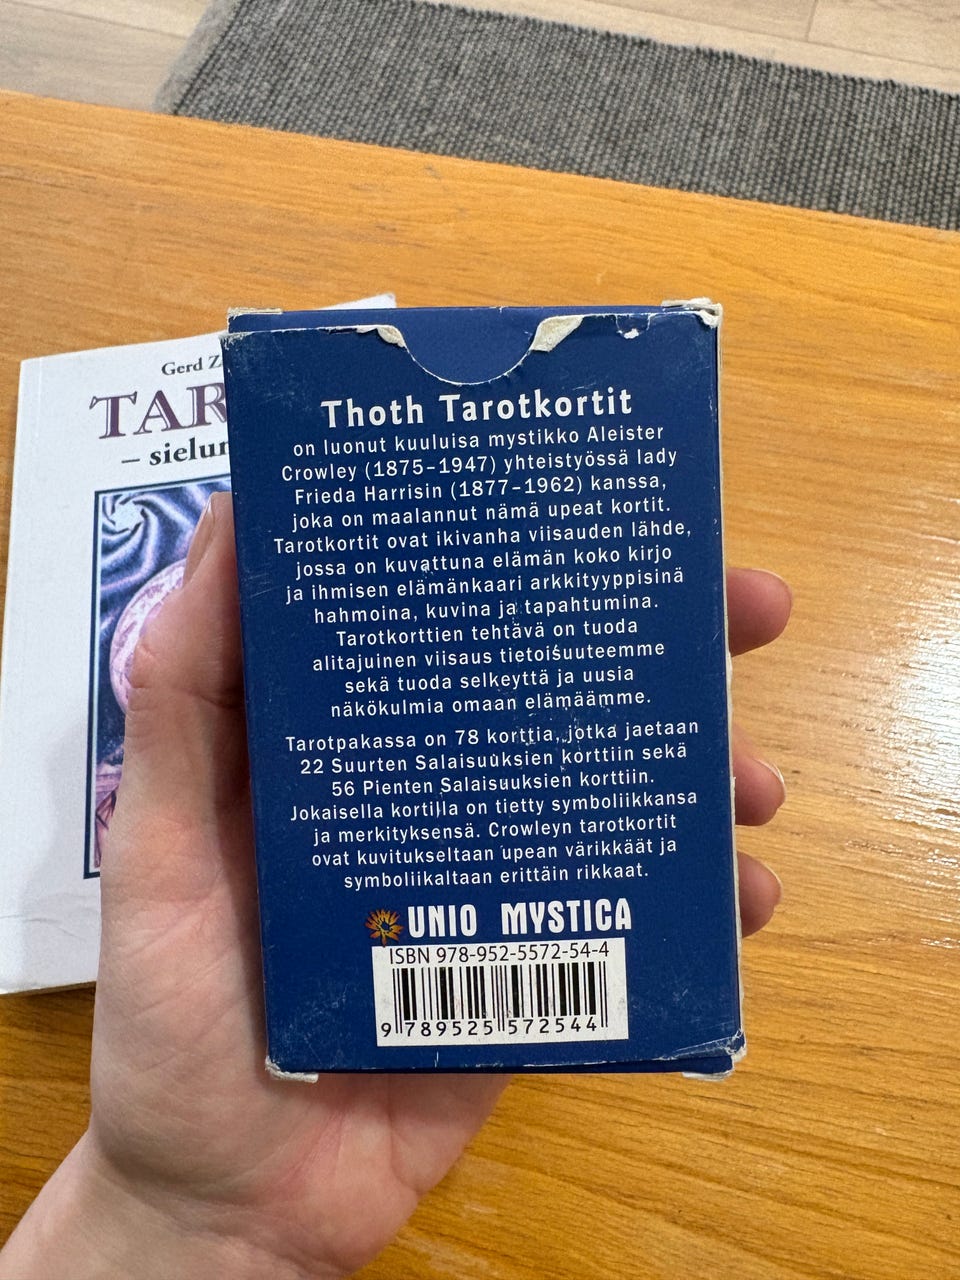 Gerd Z
TAR
– sielun
Thoth Tarotkortit
on luonut kuuluisa mystikko Aleister
Crowley (1875–1947) yhteistyössä lady
Frieda Harrisin (1877–1962) kanssa,
joka on maalannut nämä upeat kortit.
Tarotkortit ovat ikivanha viisauden lähde,
jossa on kuvattuna elämän koko kirjo
ja ihmisen elämänkaari arkkityyppisinä
hahmoina, kuvina ja tapahtumina.
Tarotkorttien tehtävä on tuoda
alitajuinen viisaus tietoisuuteemme
sekä tuoda selkeyttä ja uusia
näkökulmia omaan elämäämme.
Tarotpakassa on 78 korttia, jotka jaetaan
22 Suurten Salaisuuksien korttiin sekä
56 Pienten Salaisuuksien korttiin.
Jokaisella kortilla on tietty symboliikkansa
ja merkityksensä. Crowleyn tarotkortit
ovat kuvitukseltaan upean värikkäät ja
symboliikaltaan erittäin rikkaat.
UNIO MYSTICA
ISBN 978-952-5572-54-4
9 789525 572544